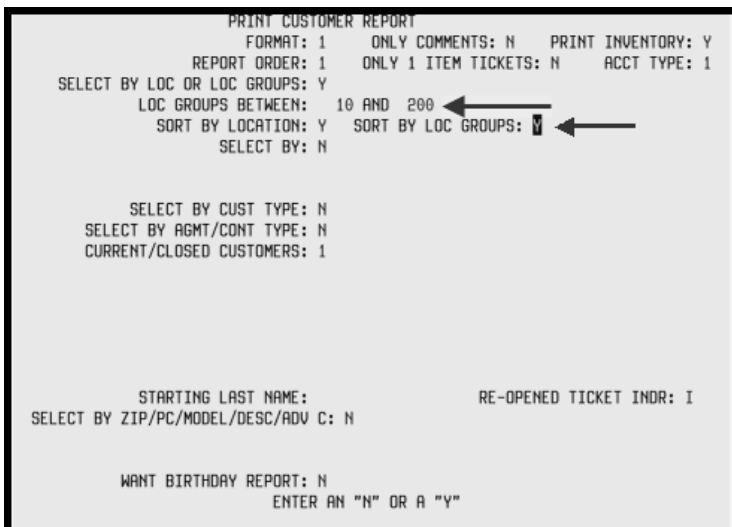 PRINT CUSTOMER REPORT
FORMAT: 1 ONLY COMMENTS: N PRINT INVENTORY: Y
REPORT ORDER: 1 ONLY 1 ITEM TICKETS: N ACCT TYPE: 1
SELECT BY LOC OR LOC GROUPS: Y
LOC GROUPS BETWEEN: 10 AND 200
SORT BY LOCATION: Y SORT BY LOC GROUPS: Y
SELECT BY: N
SELECT BY CUST TYPE: N
SELECT BY AGMT/CONT TYPE: N
CURRENT/CLOSED CUSTOMERS: 1
STARTING LAST NAME: RE-OPENED TICKET INDR: I
SELECT BY ZIP/PC/MODEL/DESC/ADV C: N
WANT BIRTHDAY REPORT: N
ENTER AN "N" OR A "Y"